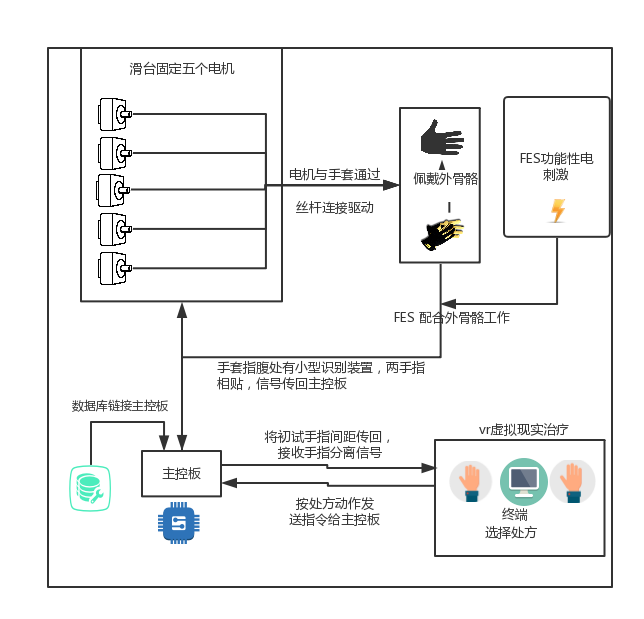 滑台固定五个电机
电机与手套通过
丝杆连接驱动
佩戴外骨骼
FES功能性电
刺激
FES 配合外骨骼工作
手套指腹处有小型识别装置，两手指
相贴，信号传回主控板
数据库链接主控板
主控板
将初试手指间距传回，
接收手指分离信号
按处方动作发
送指令给主控板
vr虚拟现实治疗
终端
选择处方